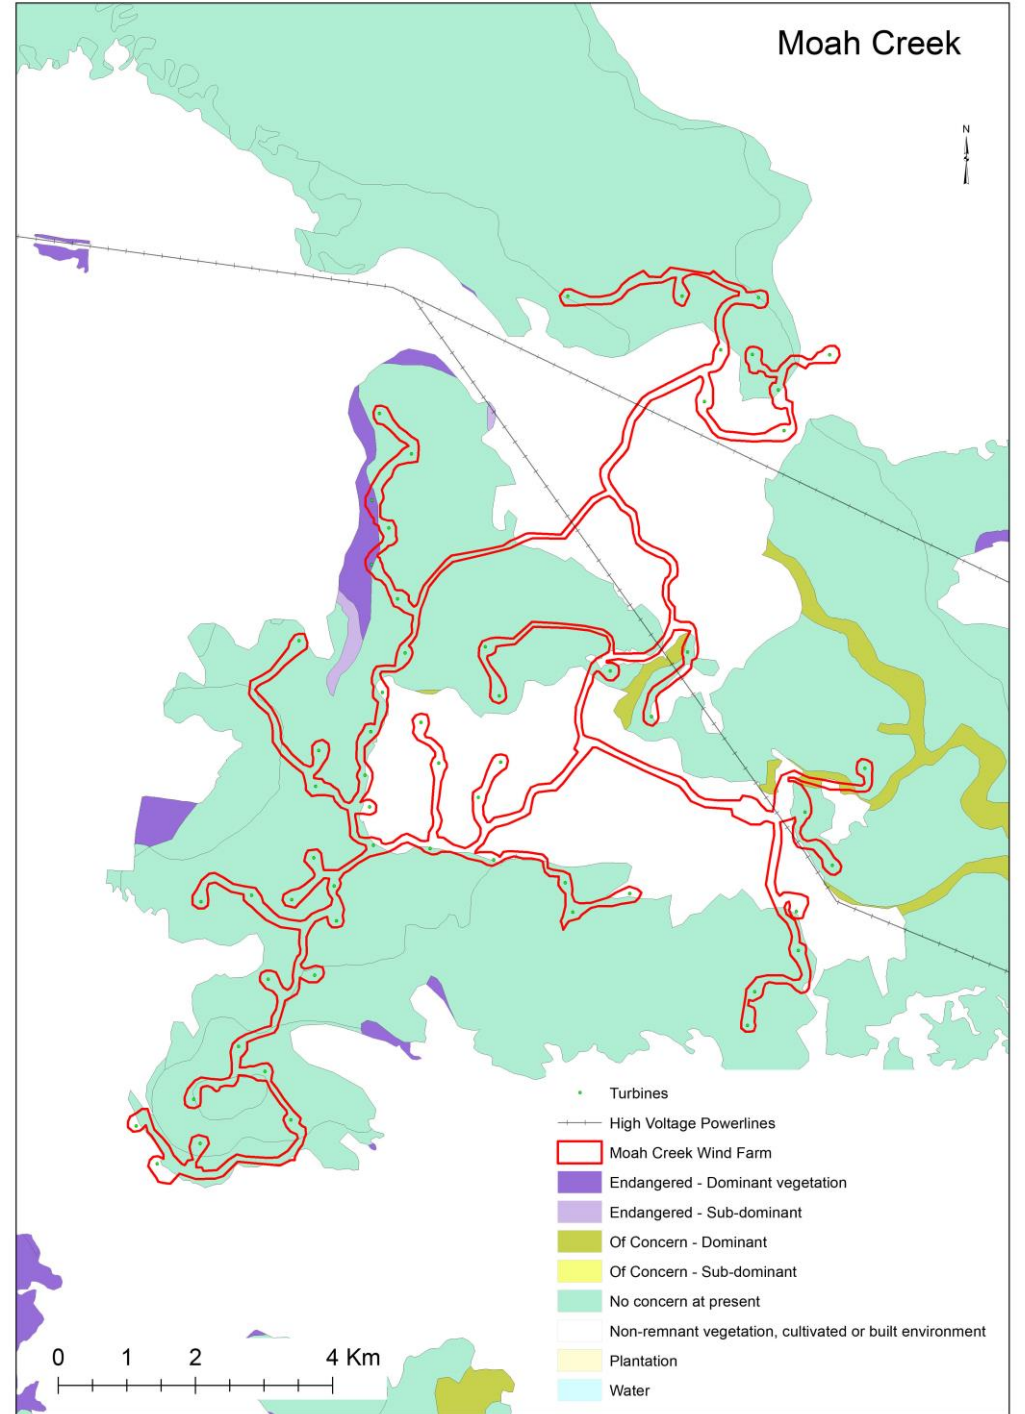 Moah Creek
N
Turbines
High Voltage Powerlines
Moah Creek Wind Farm
Endangered - Dominant vegetation
Endangered - Sub-dominant
Of Concern - Dominant
Of Concern - Sub-dominant
No concern at present
Non-remnant vegetation, cultivated or built environment
Plantation
Water
0 1 2 4 Km